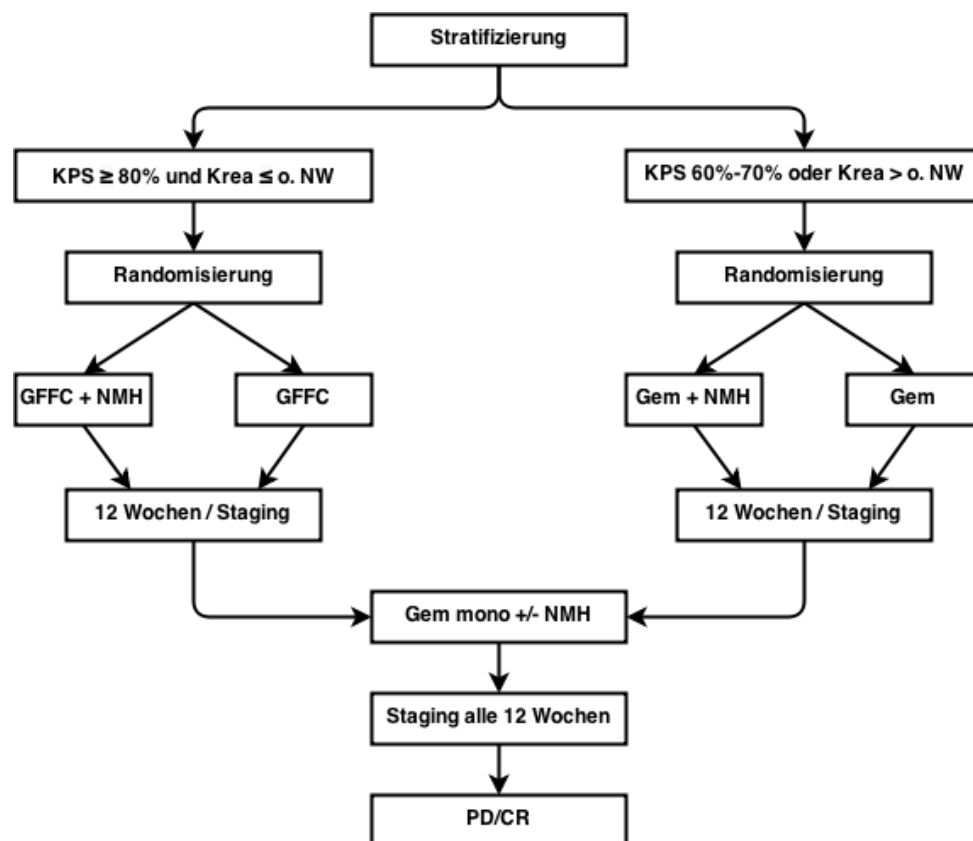 Stratifizierung
KPS ≥ 80% und Krea ≤ o. NW
KPS 60%-70% oder Krea > o. NW
Randomisierung
Randomisierung
GFFC + NMH
GFFC
Gem + NMH
Gem
12 Wochen / Staging
12 Wochen / Staging
Gem mono +/- NMH
Staging alle 12 Wochen
PD/CR